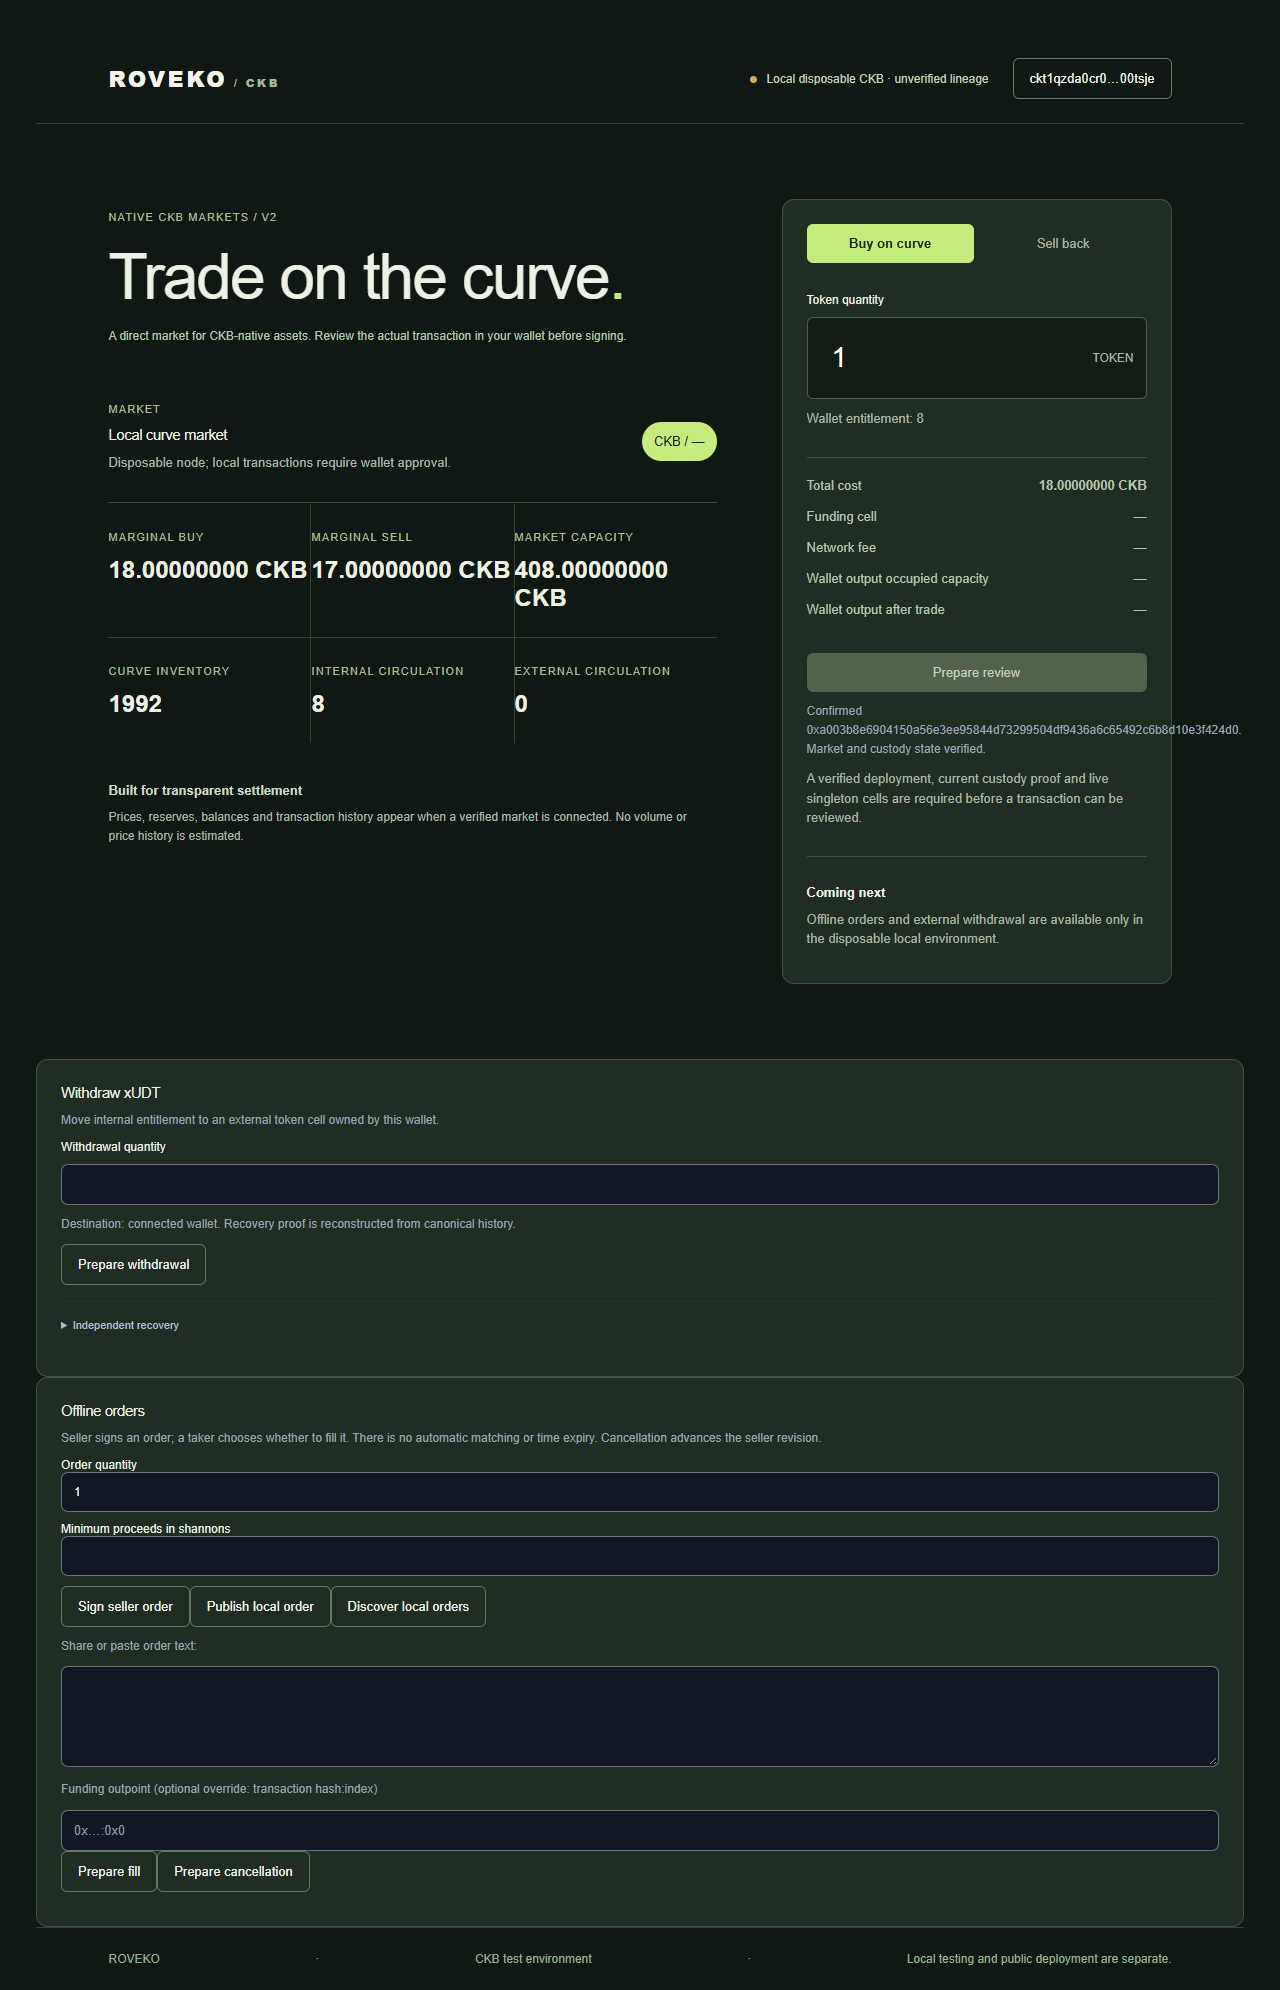 ROVEKO / CKB
Local disposable CKB · unverified lineage
ckt1qzda0cr0...00tsje
NATIVE CKB MARKETS / V2
Trade on the curve.
A direct market for CKB-native assets. Review the actual transaction in your wallet before signing.
MARKET
Local curve market
Disposable node; local transactions require wallet approval.
CKB / —
MARGINAL BUY
18.00000000 CKB
MARGINAL SELL
17.00000000 CKB
MARKET CAPACITY
408.00000000
CKB
CURVE INVENTORY
1992
INTERNAL CIRCULATION
8
EXTERNAL CIRCULATION
0
Built for transparent settlement
Prices, reserves, balances and transaction history appear when a verified market is connected. No volume or
price history is estimated.
Buy on curve
Sell back
Token quantity
1
TOKEN
Wallet entitlement: 8
Total cost
18.00000000 CKB
Funding cell
—
Network fee
—
Wallet output occupied capacity
—
Wallet output after trade
—
Prepare review
Confirmed
0xa003b8e6904150a56e3ee95844d73299504df9436a6c65492c6b8d10e3f424d0.
Market and custody state verified.
A verified deployment, current custody proof and live
singleton cells are required before a transaction can be
reviewed.
Coming next
Offline orders and external withdrawal are available only in
the disposable local environment.
Withdraw xUDT
Move internal entitlement to an external token cell owned by this wallet.
Withdrawal quantity
Destination: connected wallet. Recovery proof is reconstructed from canonical history.
Prepare withdrawal
Independent recovery
Offline orders
Seller signs an order; a taker chooses whether to fill it. There is no automatic matching or time expiry. Cancellation advances the seller revision.
Order quantity
1
Minimum proceeds in shannons
Sign seller order
Publish local order
Discover local orders
Share or paste order text:
Funding outpoint (optional override: transaction hash:index)
0x...:0x0
Prepare fill
Prepare cancellation
ROVEKO · CKB test environment · Local testing and public deployment are separate.